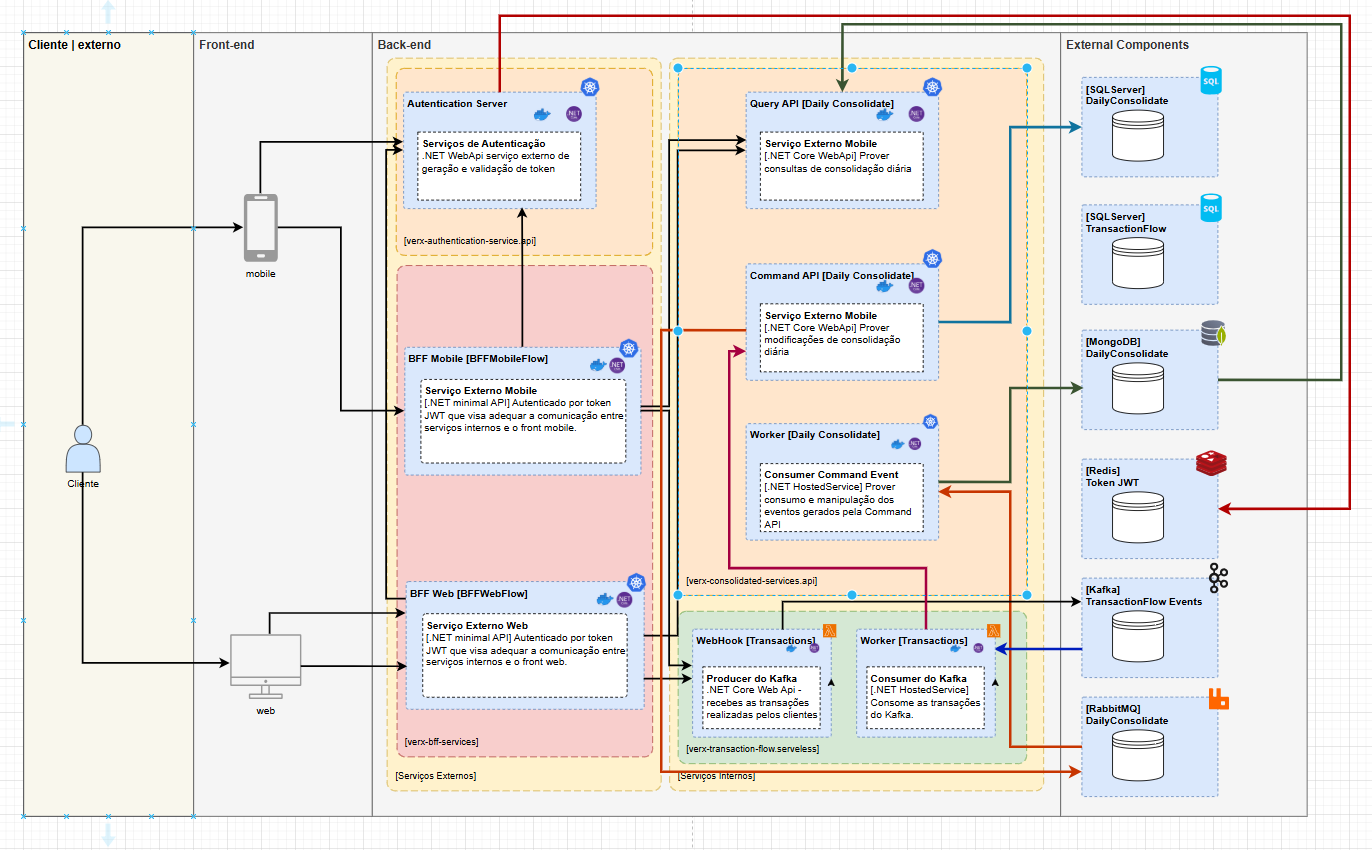 Cliente | externo
Front-end
Back-end
External Components
mobile
Cliente
web
Autentication Server
.NET
Serviços de Autenticação
.NET WebApi serviço externo de
geração e validação de token
[verx-authentication-service.api]
BFF Mobile [BFFMobileFlow]
.NET
Serviço Externo Mobile
[.NET minimal API] Autenticado por token
JWT que visa adequar a comunicação entre
serviços internos e o front mobile.
BFF Web [BFFWebFlow]
.NET
Serviço Externo Web
[.NET minimal API] Autenticado por token
JWT que visa adequar a comunicação entre
serviços internos e o front web.
[verx-bff-services]
[Serviços Externos]
Query API [Daily Consolidate]
.NET
Serviço Externo Mobile
[.NET Core WebApi] Prover
consultas de consolidação diária
Command API [Daily Consolidate]
.NET
Serviço Externo Mobile
[.NET Core WebApi] Prover
modificações de consolidação
diária
Worker [Daily Consolidate]
.NET
Consumer Command Event
[.NET HostedService] Prover
consumo e manipulação dos
eventos gerados pela Command
API
[verx-consolidated-services.api]
WebHook [Transactions]
.NET
Producer do Kafka
.NET Core Web Api -
recebes as transações
realizadas pelos clientes
Worker [Transactions]
.NET
Consumer do Kafka
[.NET HostedService]
Consome as transações
do Kafka.
[verx-transaction-flow.serveless]
[Serviços Internos]
SQL
[SQLServer]
DailyConsolidate
SQL
[SQLServer]
TransactionFlow
[MongoDB]
DailyConsolidate
[Redis]
Token JWT
[Kafka]
TransactionFlow Events
[RabbitMQ]
DailyConsolidate